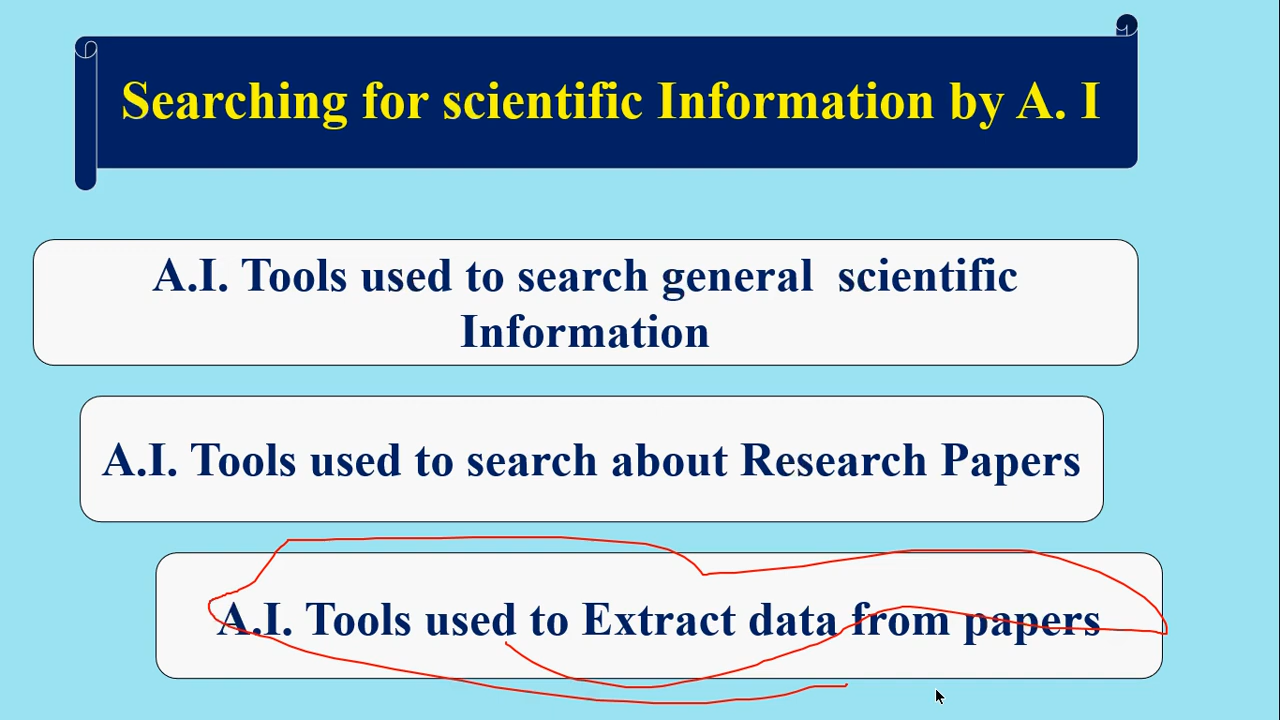 Searching for scientific Information by A. I
A.I. Tools used to search general  scientific
Information
A.I. Tools used to search about Research Papers
A.I. Tools used to Extract data from papers